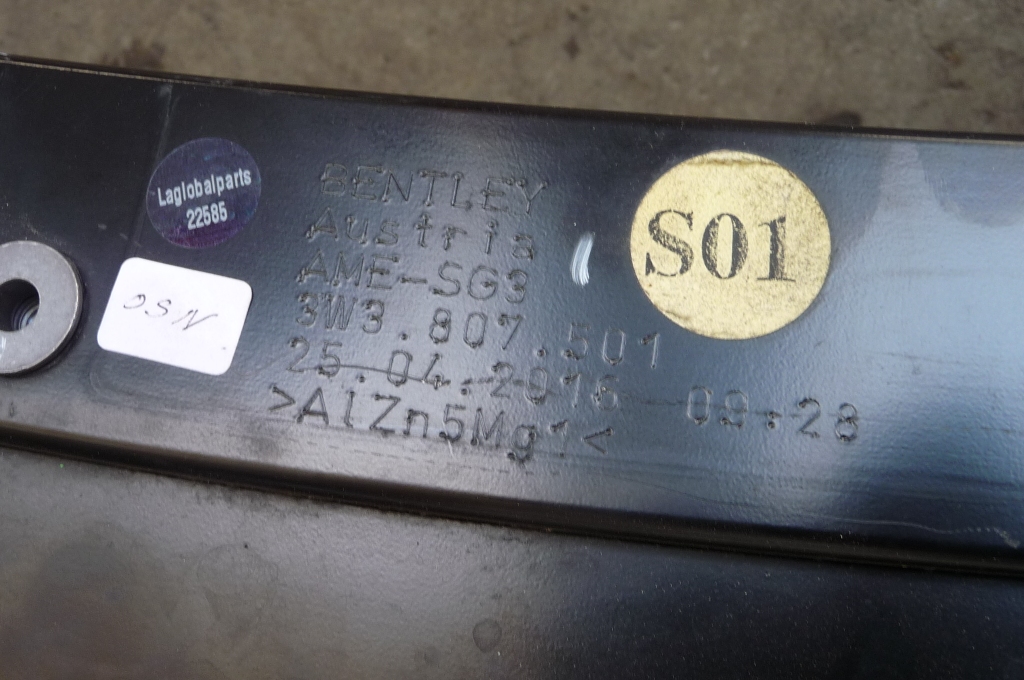 Laglobalparts
22585
OSN
BENTLEY
Austria
AME-SG3
3W3.807.501
25.04.2016 09:28
>AlZn5Mg1<
S01